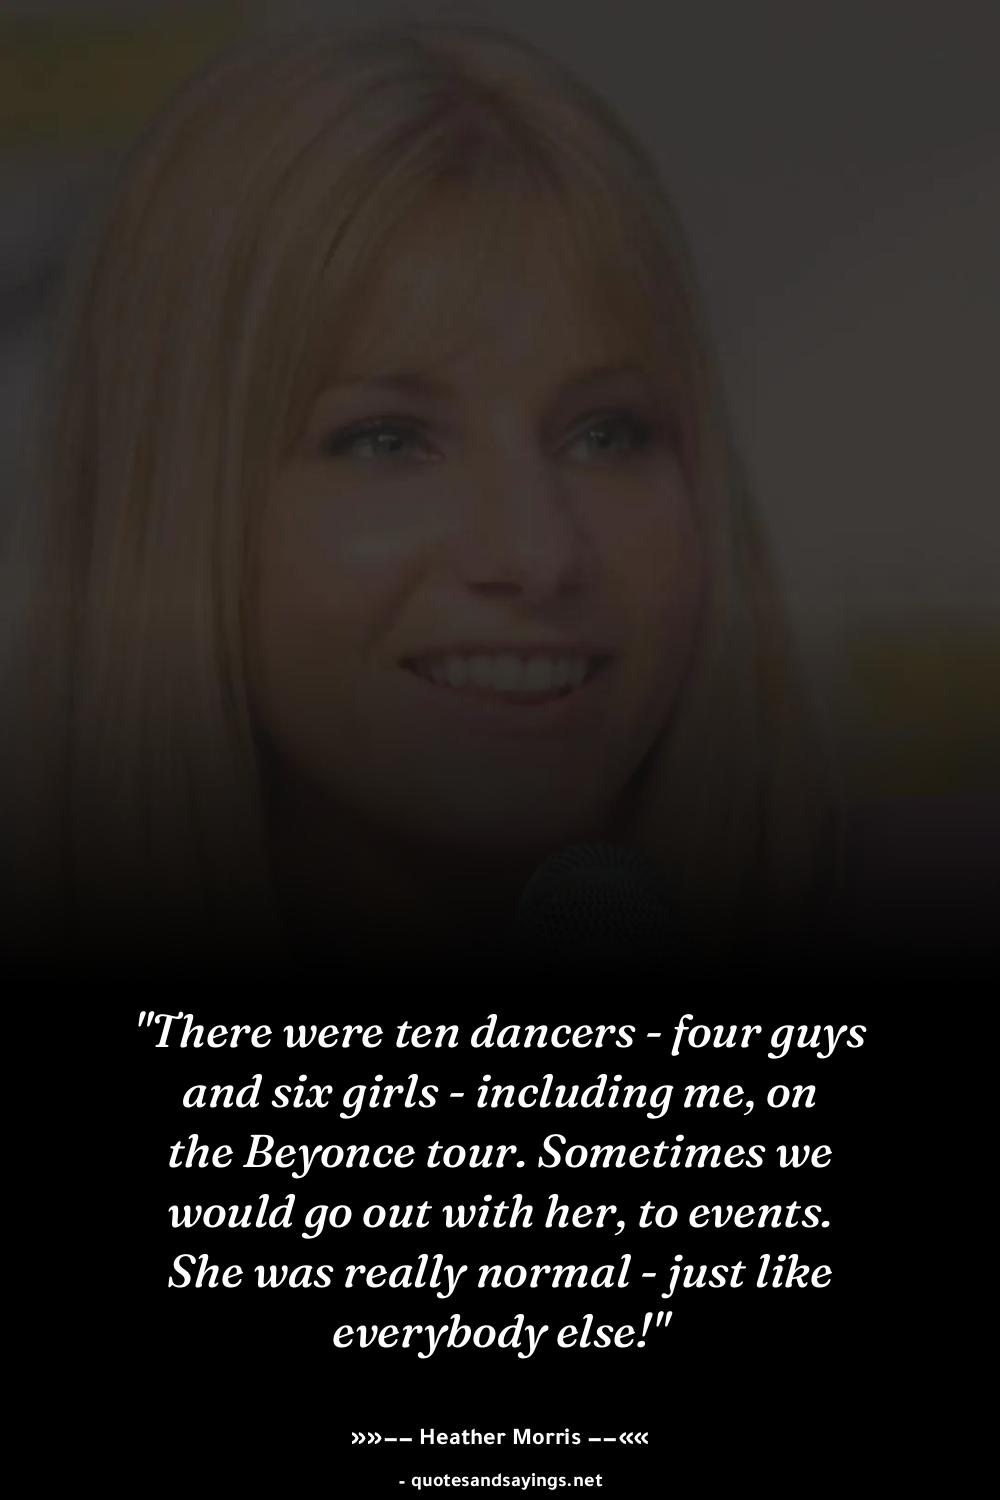 "There were ten dancers - four guys
and six girls - including me, on
the Beyonce tour. Sometimes we
would go out with her, to events.
She was really normal - just like
everybody else!"
»»–– Heather Morris ––««
- quotesandsayings.net